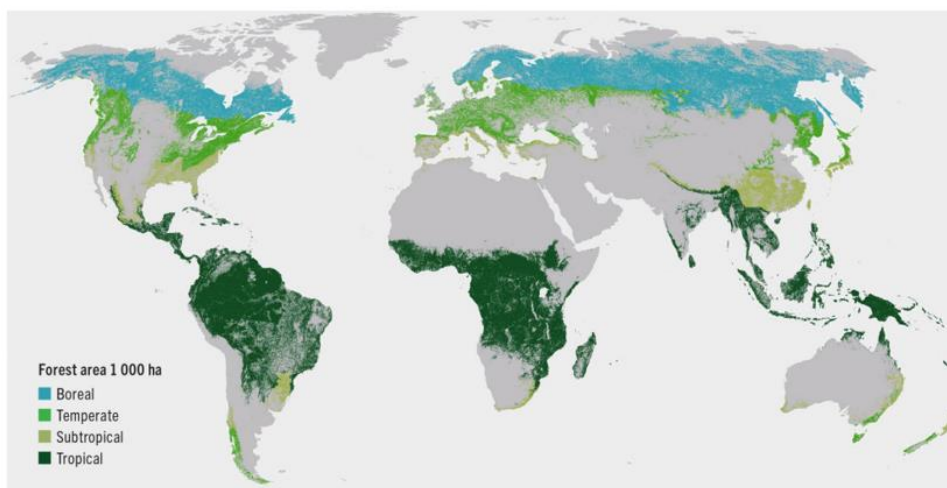 Forest area 1 000 ha
Boreal
Temperate
Subtropical
Tropical